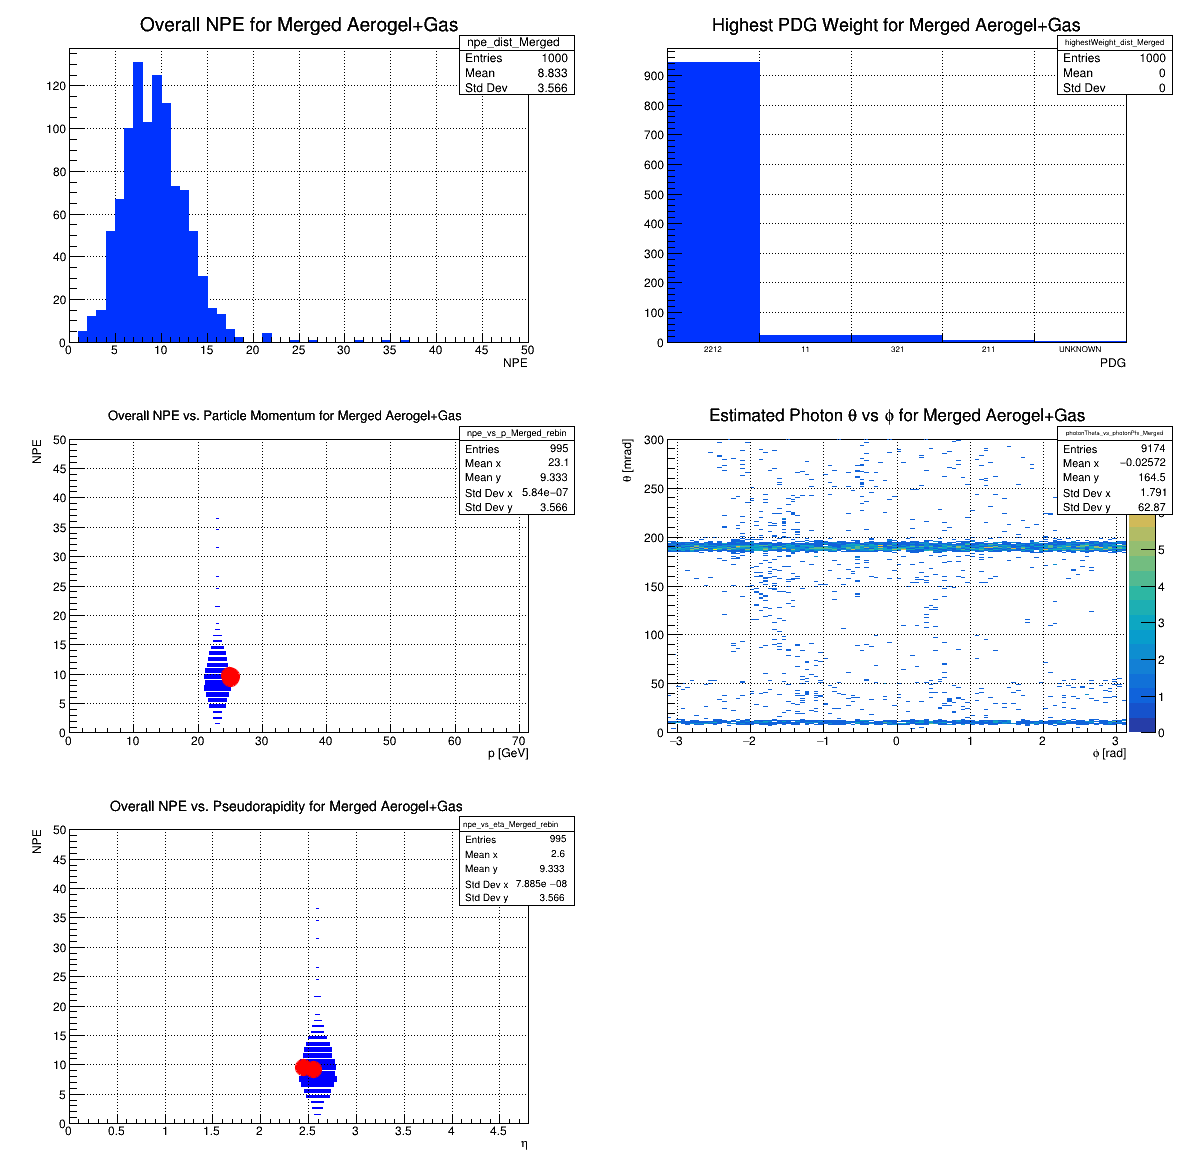 Overall NPE for Merged Aerogel+Gas
npe_dist_Merged
Entries 1000
Mean 8.833
Std Dev 3.566
120
100
80
60
40
20
0
0 5 10 15 20 25 30 35 40 45 50
NPE
Highest PDG Weight for Merged Aerogel+Gas
highestWeight_dist_Merged
Entries 1000
Mean 0
Std Dev 0
900
800
700
600
500
400
300
200
100
0
2212 11 321 211 UNKNOWN
PDG
Overall NPE vs. Particle Momentum for Merged Aerogel+Gas
npe_vs_p_Merged_rebin
Entries 995
Mean x 23.1
Mean y 9.333
Std Dev x 5.84e-07
Std Dev y 3.566
NPE
50
45
40
35
30
25
20
15
10
5
0
0 10 20 30 40 50 60 70
p [GeV]
Estimated Photon θ vs ϕ for Merged Aerogel+Gas
photonTheta_vs_photonPhi_Merged
Entries 9174
Mean x −0.02572
Mean y 164.5
Std Dev x 1.791
Std Dev y 62.87
θ [mrad]
300
250
200
150
100
50
0
−3 −2 −1 0 1 2 3
ϕ [rad]
5
4
3
2
1
0
Overall NPE vs. Pseudorapidity for Merged Aerogel+Gas
npe_vs_eta_Merged_rebin
Entries 995
Mean x 2.6
Mean y 9.333
Std Dev x 7.885e −08
Std Dev y 3.566
NPE
50
45
40
35
30
25
20
15
10
5
0
0 0.5 1 1.5 2 2.5 3 3.5 4 4.5
η